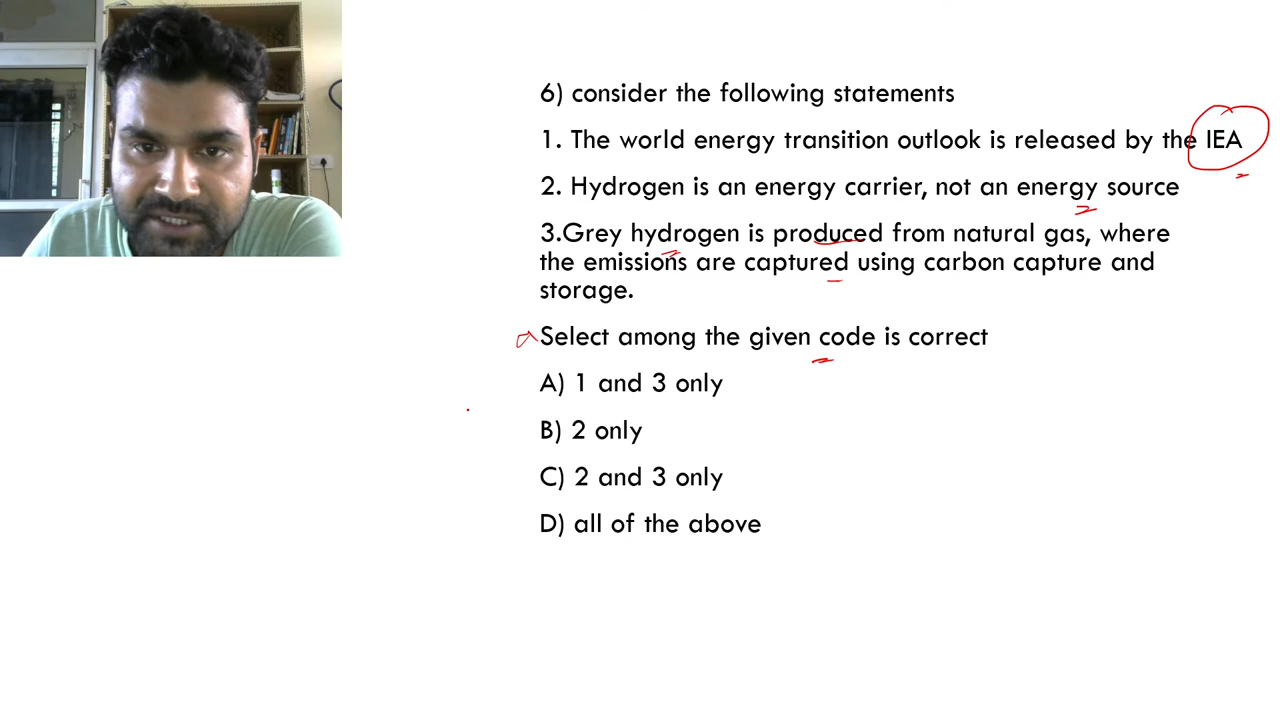 6) consider the following statements
1. The world energy transition outlook is released by the IEA
2. Hydrogen is an energy carrier, not an energy source
3.Grey hydrogen is produced from natural gas, where
the emissions are captured using carbon capture and
storage.
Select among the given code is correct
A) 1 and 3 only
B) 2 only
C) 2 and 3 only
D) all of the above